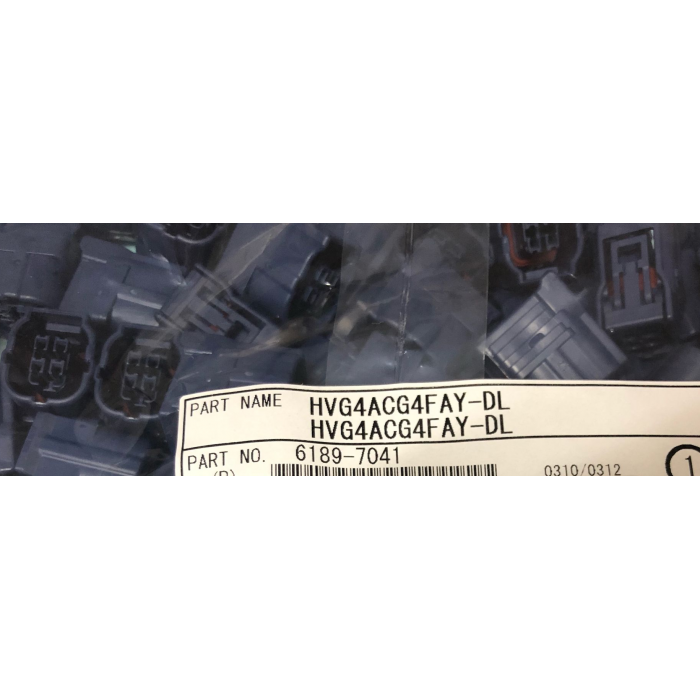 PART NAME HVG4ACG4FAY-DL
HVG4ACG4FAY-DL
PART NO. 6189-7041
(P) 0310/0312 1